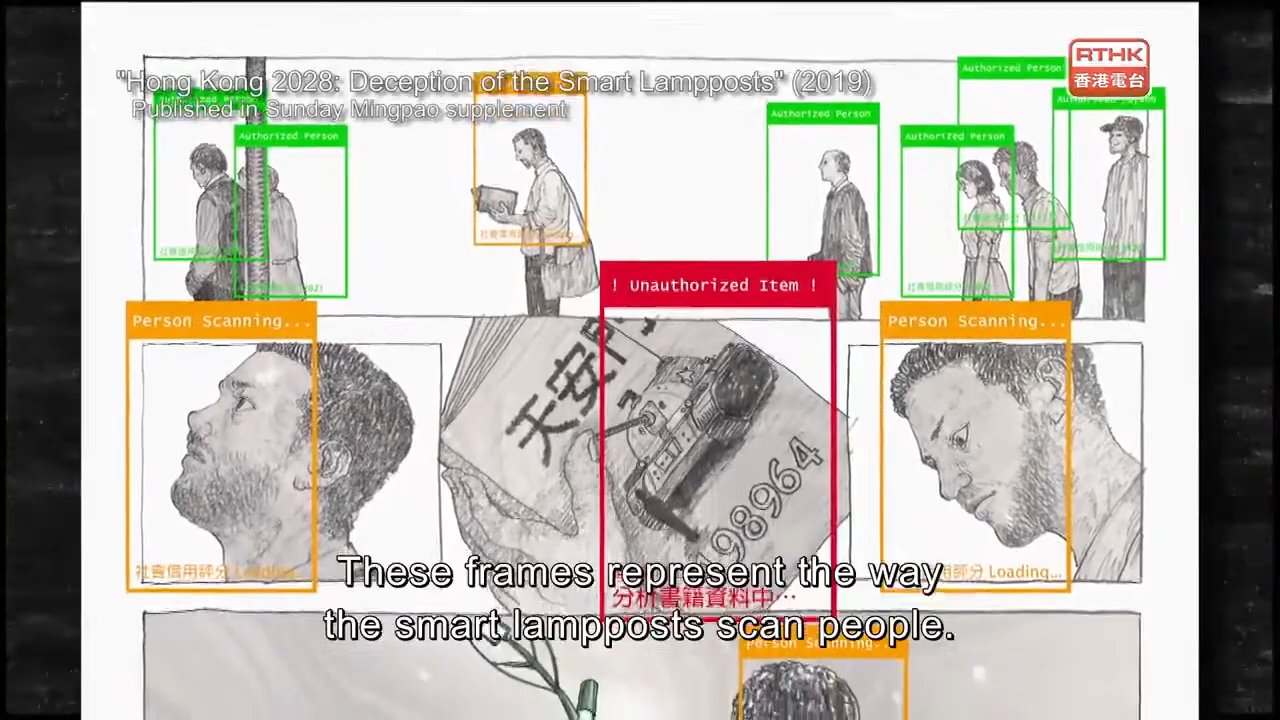 "Hong Kong 2028: Deception of the Smart Lampposts" (2019)
Published in Sunday Mingpao supplement
RTHK
香港電台
Authorized Person
Authorized Person
Authorized Person
Authorized Person
Authorized Person
Authorized Person
! Unauthorized Item !
Person Scanning...
Person Scanning...
天安門
198964
社會信用評分 Loading...
用評分 Loading...
分析書籍資料中…
These frames represent the way
the smart lampposts scan people.
Person Scanning...